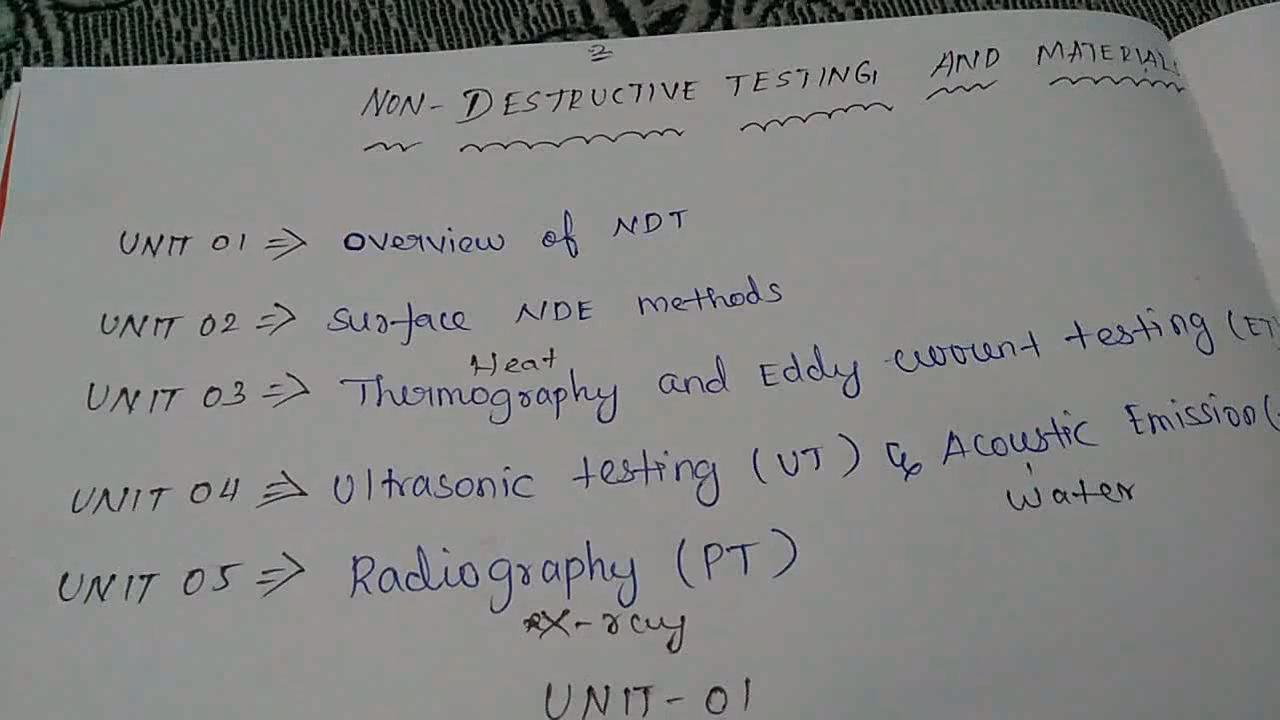 2
NON-DESTRUCTIVE TESTING AND MATERIALS
UNIT 01 ⇒ Overview of NDT
UNIT 02 ⇒ Surface NDE methods
Heat
UNIT 03 ⇒ Thermography and Eddy current testing (ET)
UNIT 04 ⇒ Ultrasonic testing (UT) & Acoustic Emission (
Water
UNIT 05 ⇒ Radiography (PT)
X-ray
UNIT-01